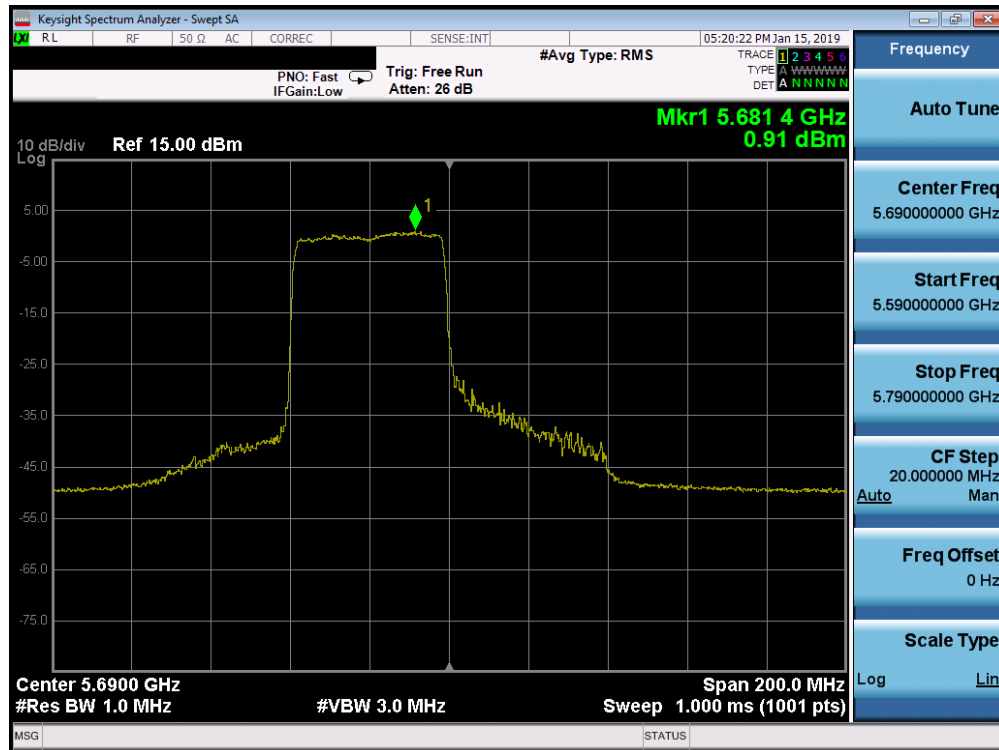 Keysight Spectrum Analyzer - Swept SA
LXI RL RF 50 Ω AC CORREC SENSE:INT 05:20:22 PM Jan 15, 2019
#Avg Type: RMS TRACE 1 2 3 4 5 6
PNO: Fast Trig: Free Run TYPE A WWWWW
IFGain:Low Atten: 26 dB DET A N N N N N
Mkr1 5.681 4 GHz
0.91 dBm
10 dB/div Ref 15.00 dBm
Log
1
5.00
-5.00
-15.0
-25.0
-35.0
-45.0
-55.0
-65.0
-75.0
Center 5.6900 GHz Span 200.0 MHz
#Res BW 1.0 MHz #VBW 3.0 MHz Sweep 1.000 ms (1001 pts)
MSG STATUS
Frequency
Auto Tune
Center Freq
5.690000000 GHz
Start Freq
5.590000000 GHz
Stop Freq
5.790000000 GHz
CF Step
20.000000 MHz
Auto Man
Freq Offset
0 Hz
Scale Type
Log Lin